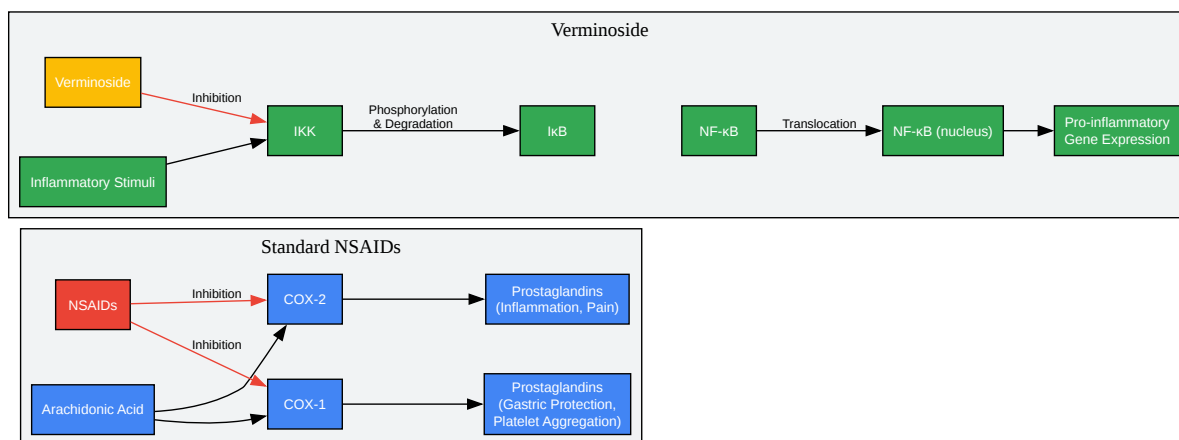 Verminoside
Verminoside
Inhibition
Inflammatory Stimuli
IKK
Phosphorylation
& Degradation
IκB
NF-κB
Translocation
NF-κB (nucleus)
Pro-inflammatory
Gene Expression
Standard NSAIDs
NSAIDs
Inhibition
Inhibition
COX-2
Prostaglandins
(Inflammation, Pain)
Arachidonic Acid
COX-1
Prostaglandins
(Gastric Protection,
Platelet Aggregation)